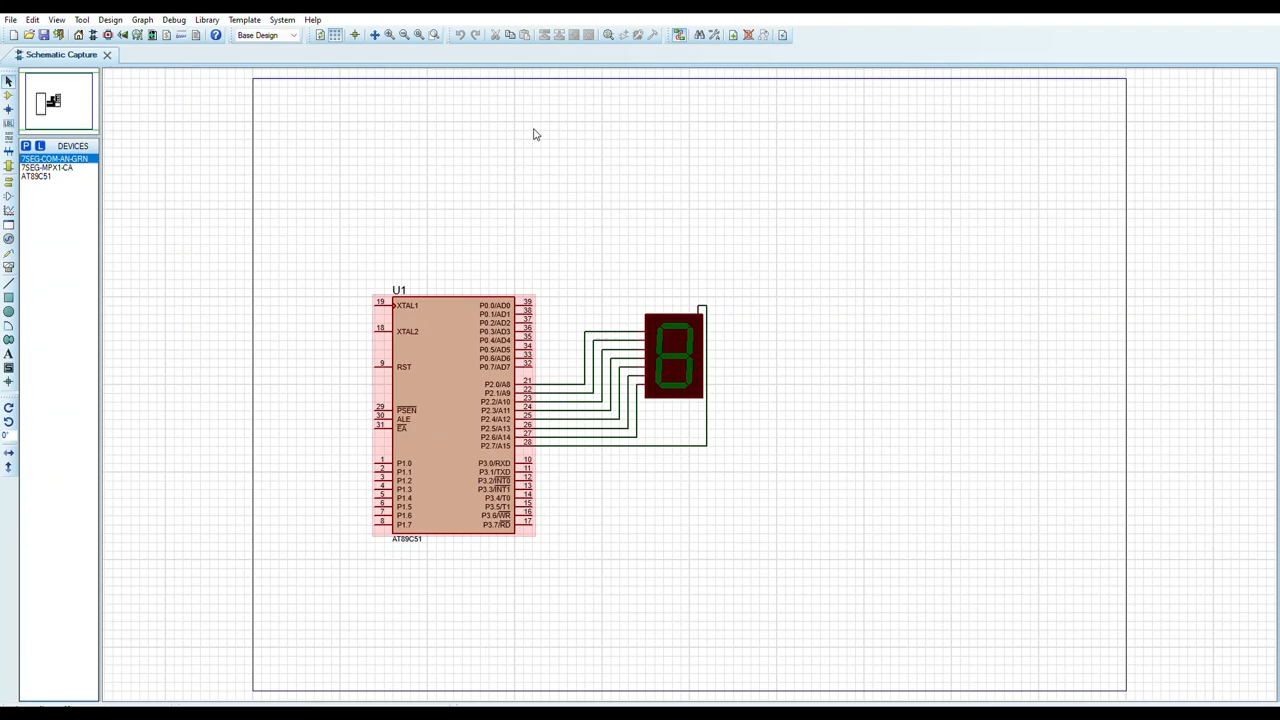 File Edit View Tool Design Graph Debug Library Template System Help
Base Design
Schematic Capture
P L DEVICES
7SEG-COM-AN-GRN
7SEG-MPX1-CA
AT89C51
LBL
0°
U1
19 XTAL1 P0.0/AD0 39
P0.1/AD1 38
P0.2/AD2 37
18 XTAL2 P0.3/AD3 36
P0.4/AD4 35
P0.5/AD5 34
P0.6/AD6 33
9 RST P0.7/AD7 32
P2.0/A8 21
P2.1/A9 22
P2.2/A10 23
29 PSEN P2.3/A11 24
30 ALE P2.4/A12 25
31 EA P2.5/A13 26
P2.6/A14 27
P2.7/A15 28
1 P1.0 P3.0/RXD 10
2 P1.1 P3.1/TXD 11
3 P1.2 P3.2/INT0 12
4 P1.3 P3.3/INT1 13
5 P1.4 P3.4/T0 14
6 P1.5 P3.5/T1 15
7 P1.6 P3.6/WR 16
8 P1.7 P3.7/RD 17
AT89C51
8